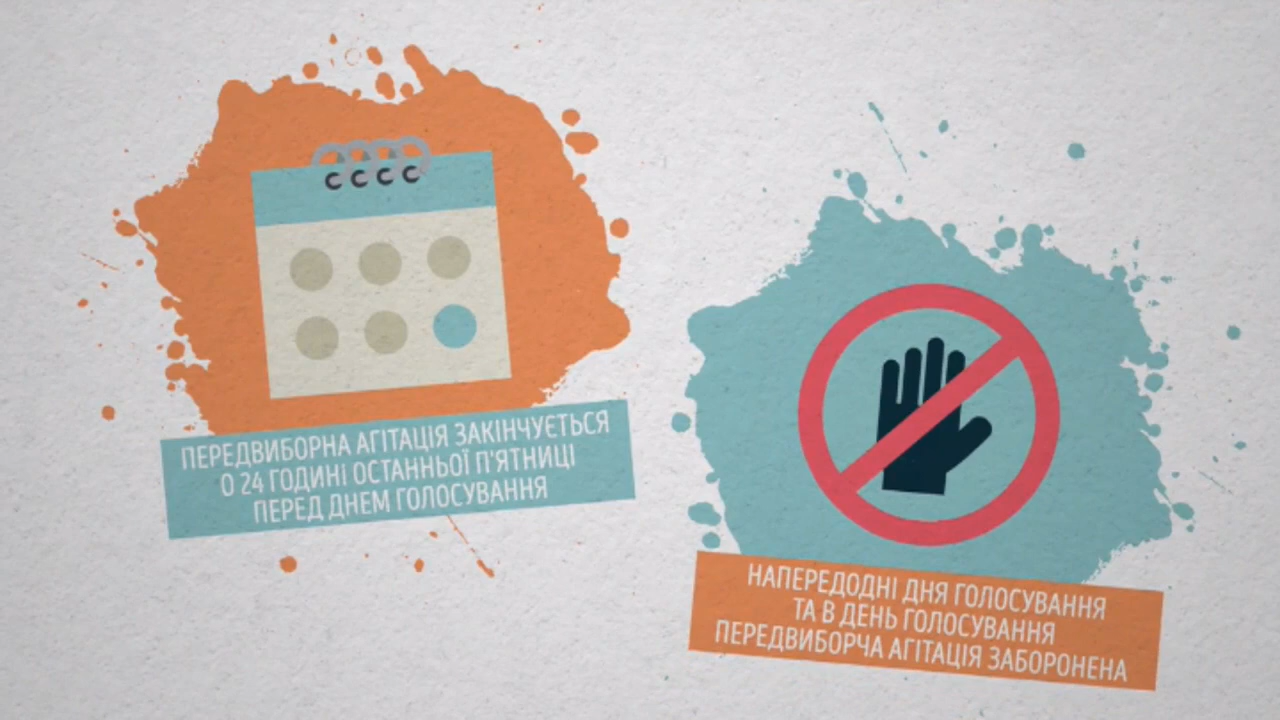 ПЕРЕДВИБОРНА АГІТАЦІЯ ЗАКІНЧУЄТЬСЯ
О 24 ГОДИНІ ОСТАННЬОЇ П'ЯТНИЦІ
ПЕРЕД ДНЕМ ГОЛОСУВАННЯ
НАПЕРЕДОДНІ ДНЯ ГОЛОСУВАННЯ
ТА В ДЕНЬ ГОЛОСУВАННЯ
ПЕРЕДВИБОРЧА АГІТАЦІЯ ЗАБОРОНЕНА